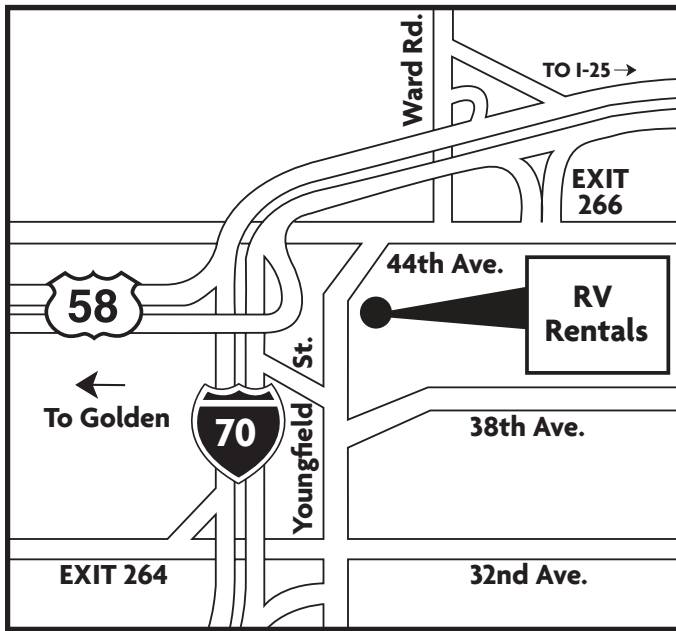 Ward Rd.
TO I-25
EXIT
266
44th Ave.
58
RV
Rentals
Youngfield St.
To Golden
70
38th Ave.
EXIT 264
32nd Ave.